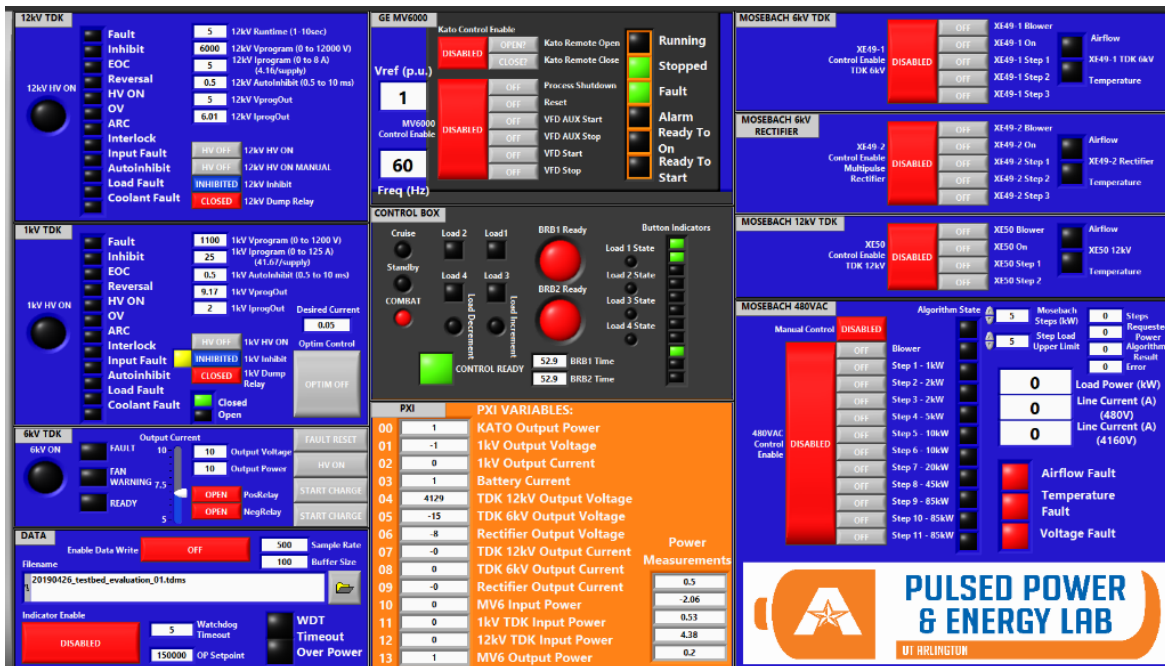 12kV TDK
Fault
Inhibit
EOC
Reversal
HV ON
OV
ARC
Interlock
Input Fault
Autoinhibit
Load Fault
Coolant Fault
12kV HV ON
5 12kV Runtime (1-10sec)
6000 12kV Vprogram (0 to 12000 V)
5 12kV Iprogram (0 to 8 A)
(4.16/supply)
0.5 12kV AutoInhibit (0.5 to 10 ms)
5 12kV VprogOut
6.01 12kV IprogOut
HV OFF 12kV HV ON
HV OFF 12kV HV ON MANUAL
INHIBITED 12kV Inhibit
CLOSED 12kV Dump Relay
1kV TDK
Fault
Inhibit
EOC
Reversal
HV ON
OV
ARC
Interlock
Input Fault
Autoinhibit
Load Fault
Coolant Fault
1kV HV ON
1100 1kV Vprogram (0 to 1200 V)
25 1kV Iprogram (0 to 125 A)
(41.67/supply)
0.5 1kV AutoInhibit (0.5 to 10 ms)
9.17 1kV VprogOut
2 1kV IprogOut
Desired Current
0.05
Optim Control
OPTIM OFF
HV OFF 1kV HV ON
INHIBITED 1kV Inhibit
CLOSED 1kV Dump
Relay
Closed
Open
6kV TDK
6kV ON
FAULT
FAN
WARNING
READY
Output Current
10
7.5
5
10 Output Voltage
10 Output Power
OPEN PosRelay
OPEN NegRelay
FAULT RESET
HV ON
START CHARGE
START CHARGE
DATA
Enable Data Write OFF
500 Sample Rate
100 Buffer Size
Filename
20190426_testbed_evaluation_01.tdms
Indicator Enable
DISABLED
5 Watchdog
Timeout
150000 OP Setpoint
WDT
Timeout
Over Power
GE MV6000
Kato Control Enable
DISABLED
OPEN? Kato Remote Open
CLOSE? Kato Remote Close
Vref (p.u.)
1
MV6000
Control Enable
60
Freq (Hz)
DISABLED
OFF Process Shutdown
OFF Reset
OFF VFD AUX Start
OFF VFD AUX Stop
OFF VFD Start
OFF VFD Stop
Running
Stopped
Fault
Alarm
Ready To
On
Ready To
Start
CONTROL BOX
Cruise
Standby
COMBAT
Load 2
Load1
Load 4
Load 3
Load Decrement
Load Increment
BRB1 Ready
BRB2 Ready
Button Indicators
Load 1 State
Load 2 State
Load 3 State
Load 4 State
CONTROL READY
52.9 BRB1 Time
52.9 BRB2 Time
PXI
PXI VARIABLES:
00 1 KATO Output Power
01 -1 1kV Output Voltage
02 0 1kV Output Current
03 1 Battery Current
04 4129 TDK 12kV Output Voltage
05 -15 TDK 6kV Output Voltage
06 -8 Rectifier Output Voltage
07 -0 TDK 12kV Output Current
08 0 TDK 6kV Output Current
09 -0 Rectifier Output Current
10 0 MV6 Input Power
11 0 1kV TDK Input Power
12 0 12kV TDK Input Power
13 1 MV6 Output Power
Power
Measurements
0.5
-2.06
0.53
4.38
0.2
MOSEBACH 6kV TDK
XE49-1
Control Enable
TDK 6kV
DISABLED
OFF XE49-1 Blower
OFF XE49-1 On
OFF XE49-1 Step 1
OFF XE49-1 Step 2
OFF XE49-1 Step 3
Airflow
XE49-1 TDK 6kV
Temperature
MOSEBACH 6kV
RECTIFIER
XE49-2
Control Enable
Multipulse
Rectifier
DISABLED
OFF XE49-2 Blower
OFF XE49-2 On
OFF XE49-2 Step 1
OFF XE49-2 Step 2
OFF XE49-2 Step 3
Airflow
XE49-2 Rectifier
Temperature
MOSEBACH 12kV TDK
XE50
Control Enable
TDK 12kV
DISABLED
OFF XE50 Blower
OFF XE50 On
OFF XE50 Step 1
OFF XE50 Step 2
Airflow
XE50 12kV
Temperature
MOSEBACH 480VAC
Manual Control DISABLED
Algorithm State
480VAC
Control
Enable
DISABLED
OFF Blower
OFF Step 1 - 1kW
OFF Step 2 - 2kW
OFF Step 3 - 2kW
OFF Step 4 - 5kW
OFF Step 5 - 10kW
OFF Step 6 - 10kW
OFF Step 7 - 20kW
OFF Step 8 - 45kW
OFF Step 9 - 85kW
OFF Step 10 - 85kW
OFF Step 11 - 85kW
5 Mosebach
Steps (kW)
5 Step Load
Upper Limit
0 Steps
0 Requeste
Power
0 Algorithm
Result
0 Error
0 Load Power (kW)
0 Line Current (A)
(480V)
0 Line Current (A)
(4160V)
Airflow Fault
Temperature
Fault
Voltage Fault
A
PULSED POWER
& ENERGY LAB
UT ARLINGTON